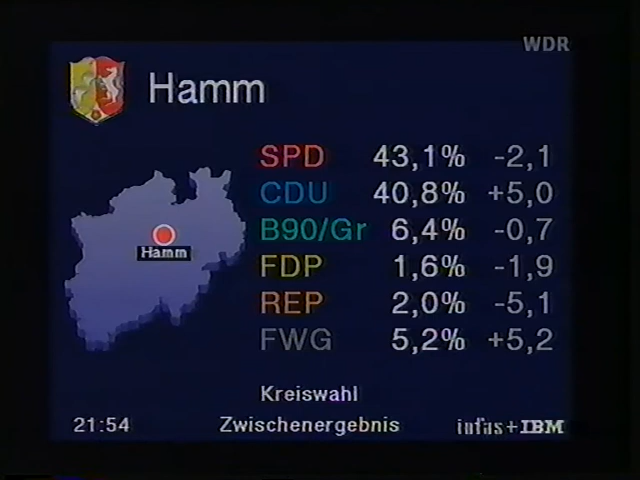 WDR
Hamm
SPD 43,1% -2,1
CDU 40,8% +5,0
B90/Gr 6,4% -0,7
FDP 1,6% -1,9
REP 2,0% -5,1
FWG 5,2% +5,2
Hamm
Kreiswahl
21:54 Zwischenergebnis infas+IBM